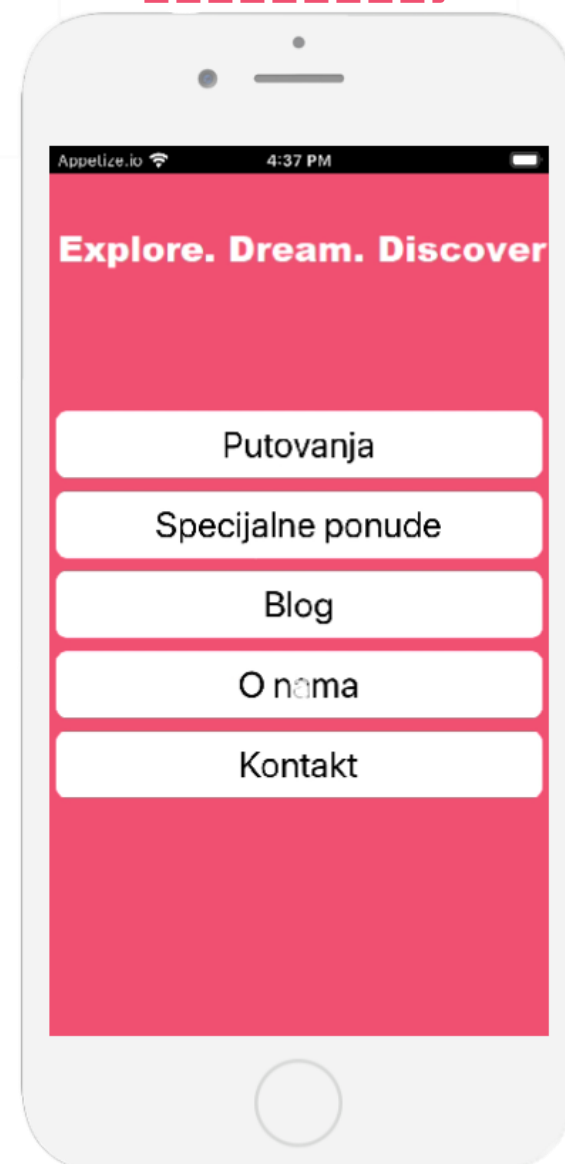 Appetize.io 4:37 PM
Explore. Dream. Discover
Putovanja
Specijalne ponude
Blog
O nama
Kontakt